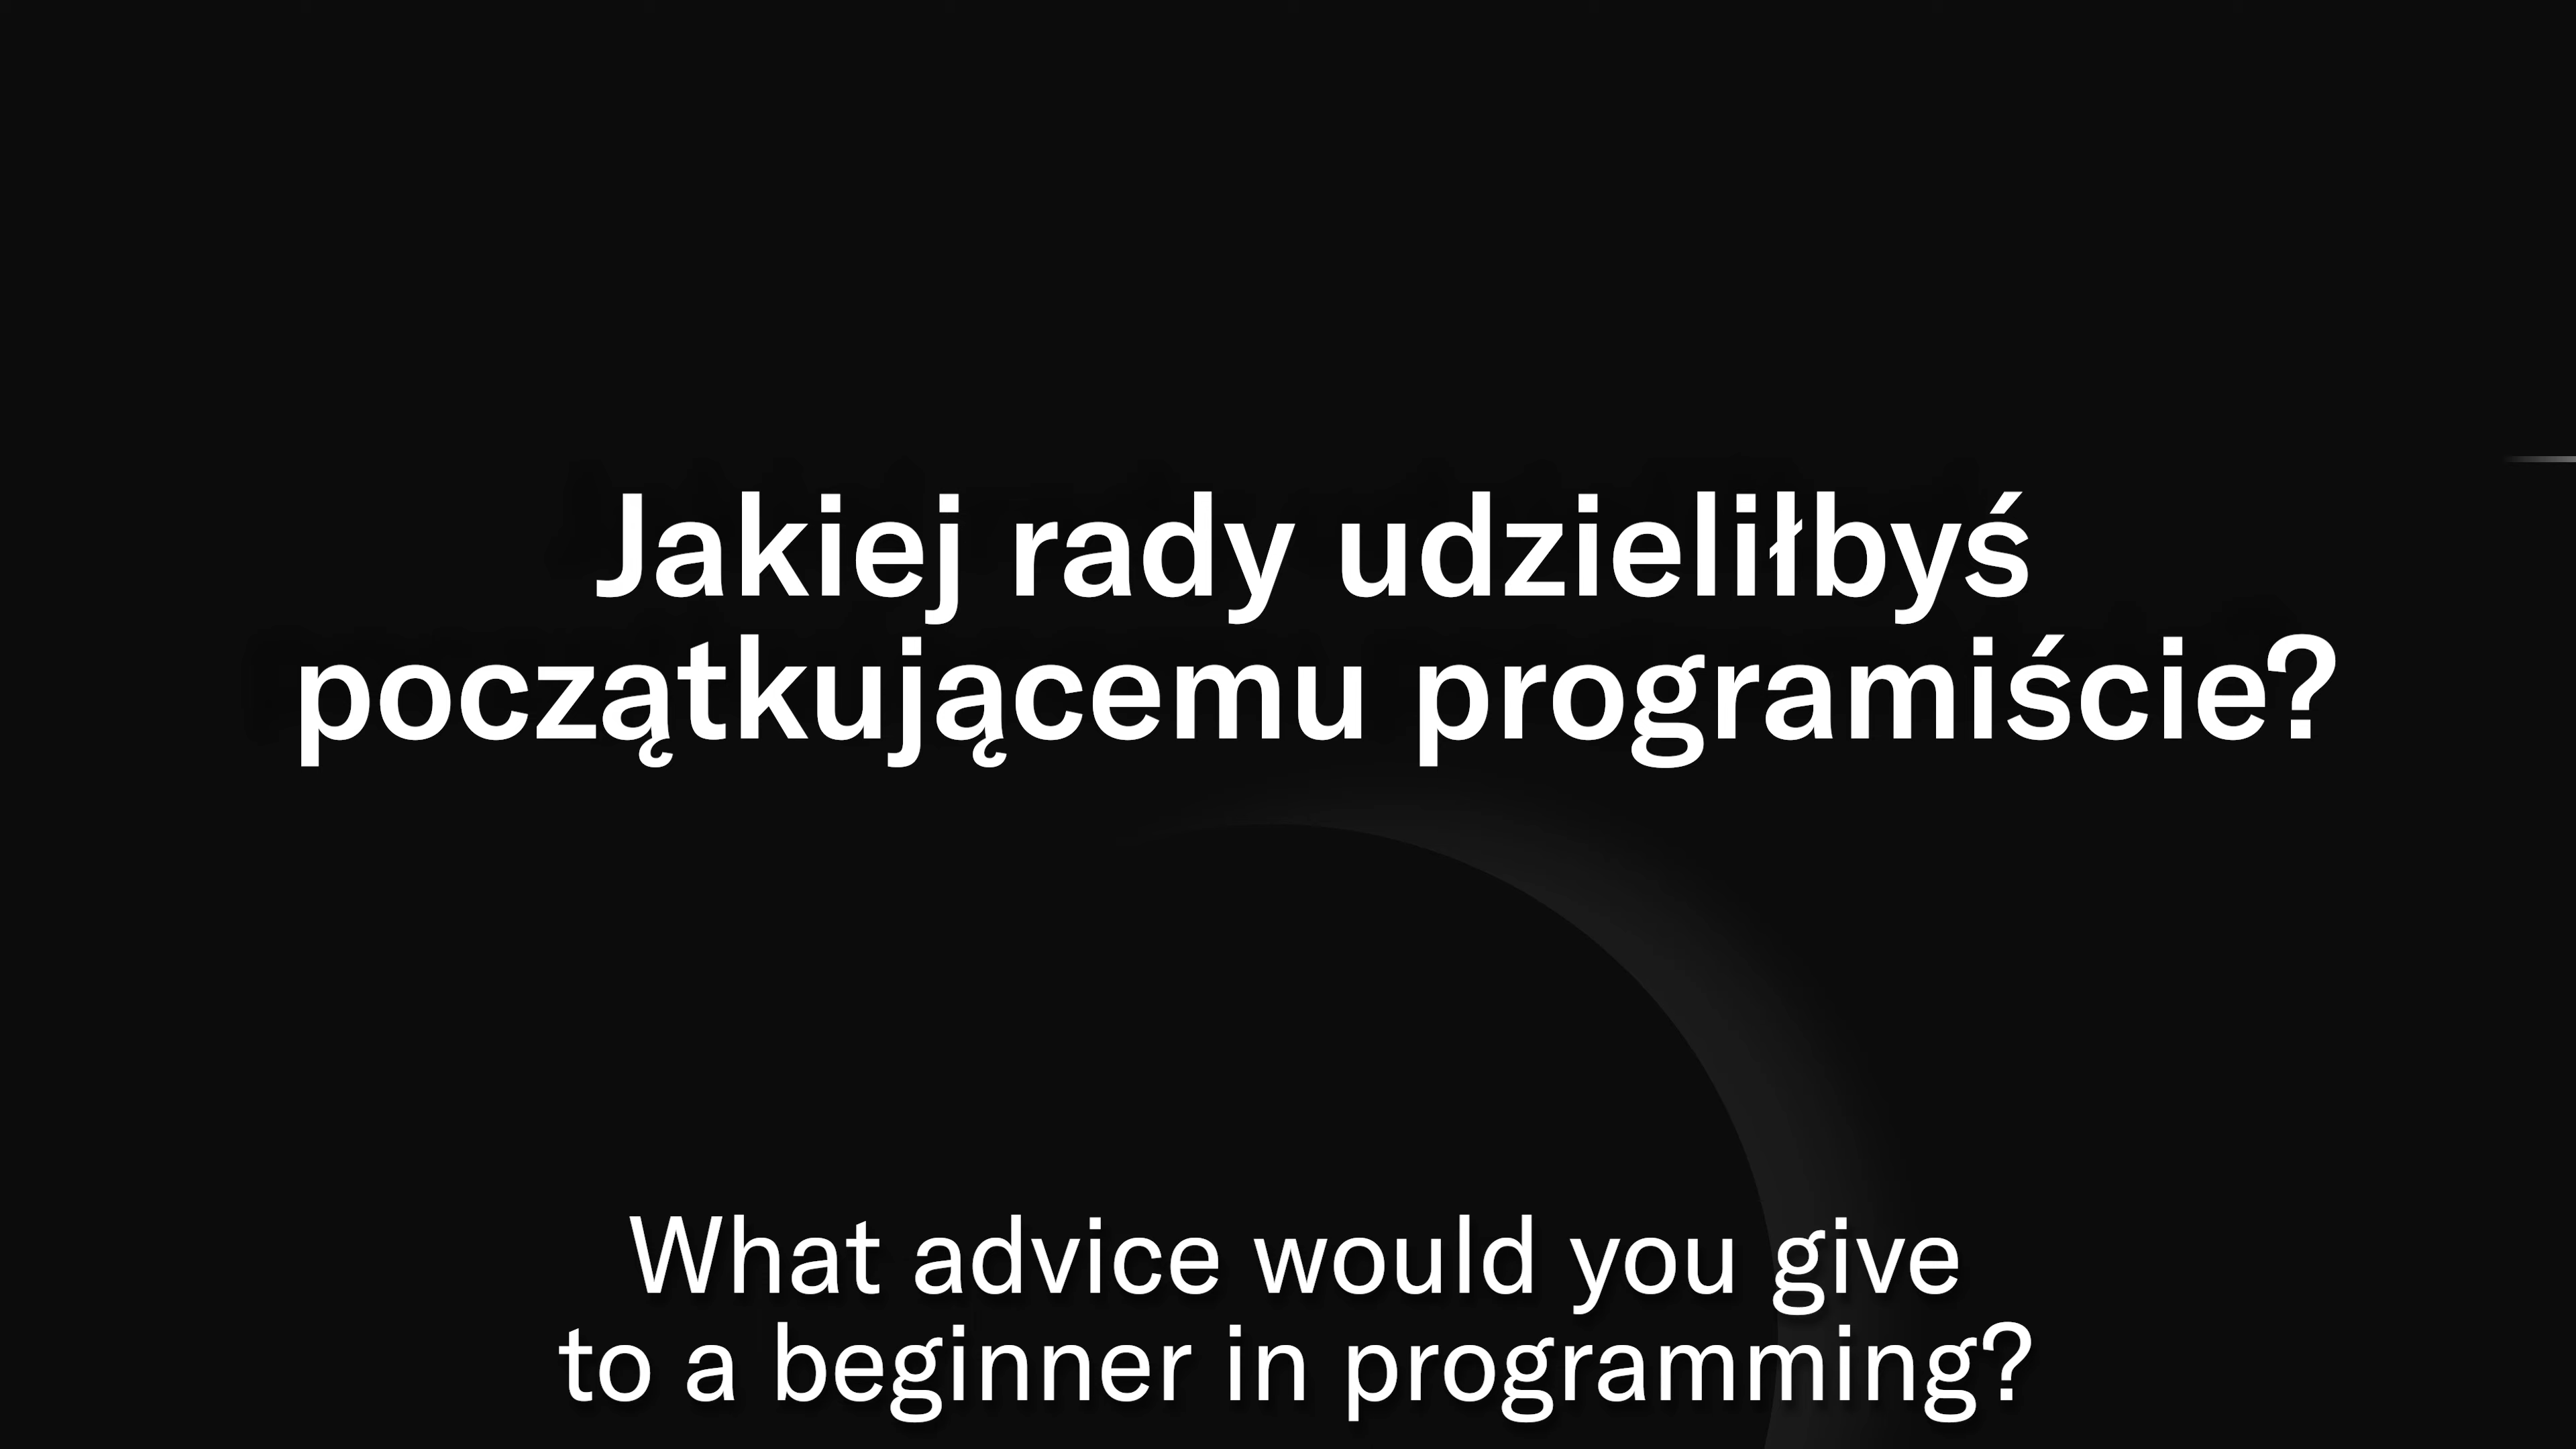 Jakiej rady udzieliłbyś
początkującemu programiście?
What advice would you give
to a beginner in programming?